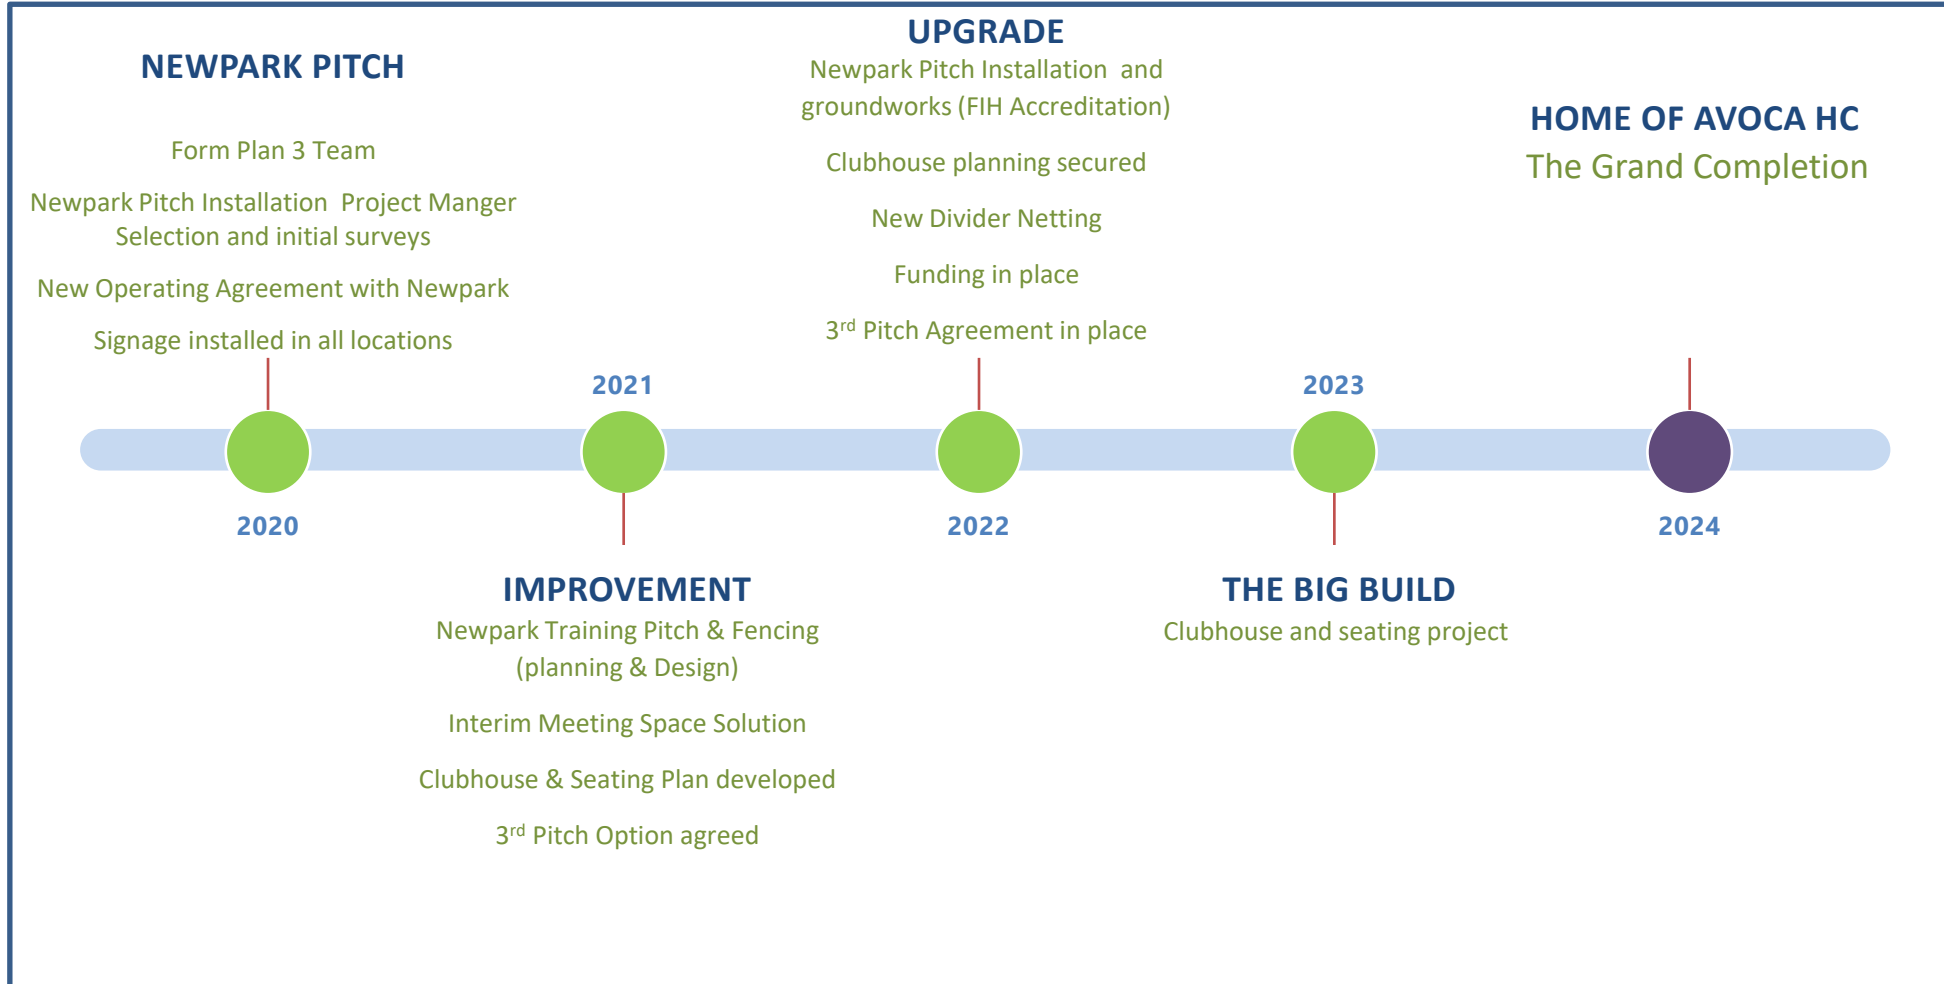 NEWPARK PITCH
Form Plan 3 Team
Newpark Pitch Installation  Project Manger
Selection and initial surveys
New Operating Agreement with Newpark
Signage installed in all locations
2020
2021
IMPROVEMENT
Newpark Training Pitch & Fencing
(planning & Design)
Interim Meeting Space Solution
Clubhouse & Seating Plan developed
3rd Pitch Option agreed
UPGRADE
Newpark Pitch Installation  and
groundworks (FIH Accreditation)
Clubhouse planning secured
New Divider Netting
Funding in place
3rd Pitch Agreement in place
2022
2023
THE BIG BUILD
Clubhouse and seating project
HOME OF AVOCA HC
The Grand Completion
2024